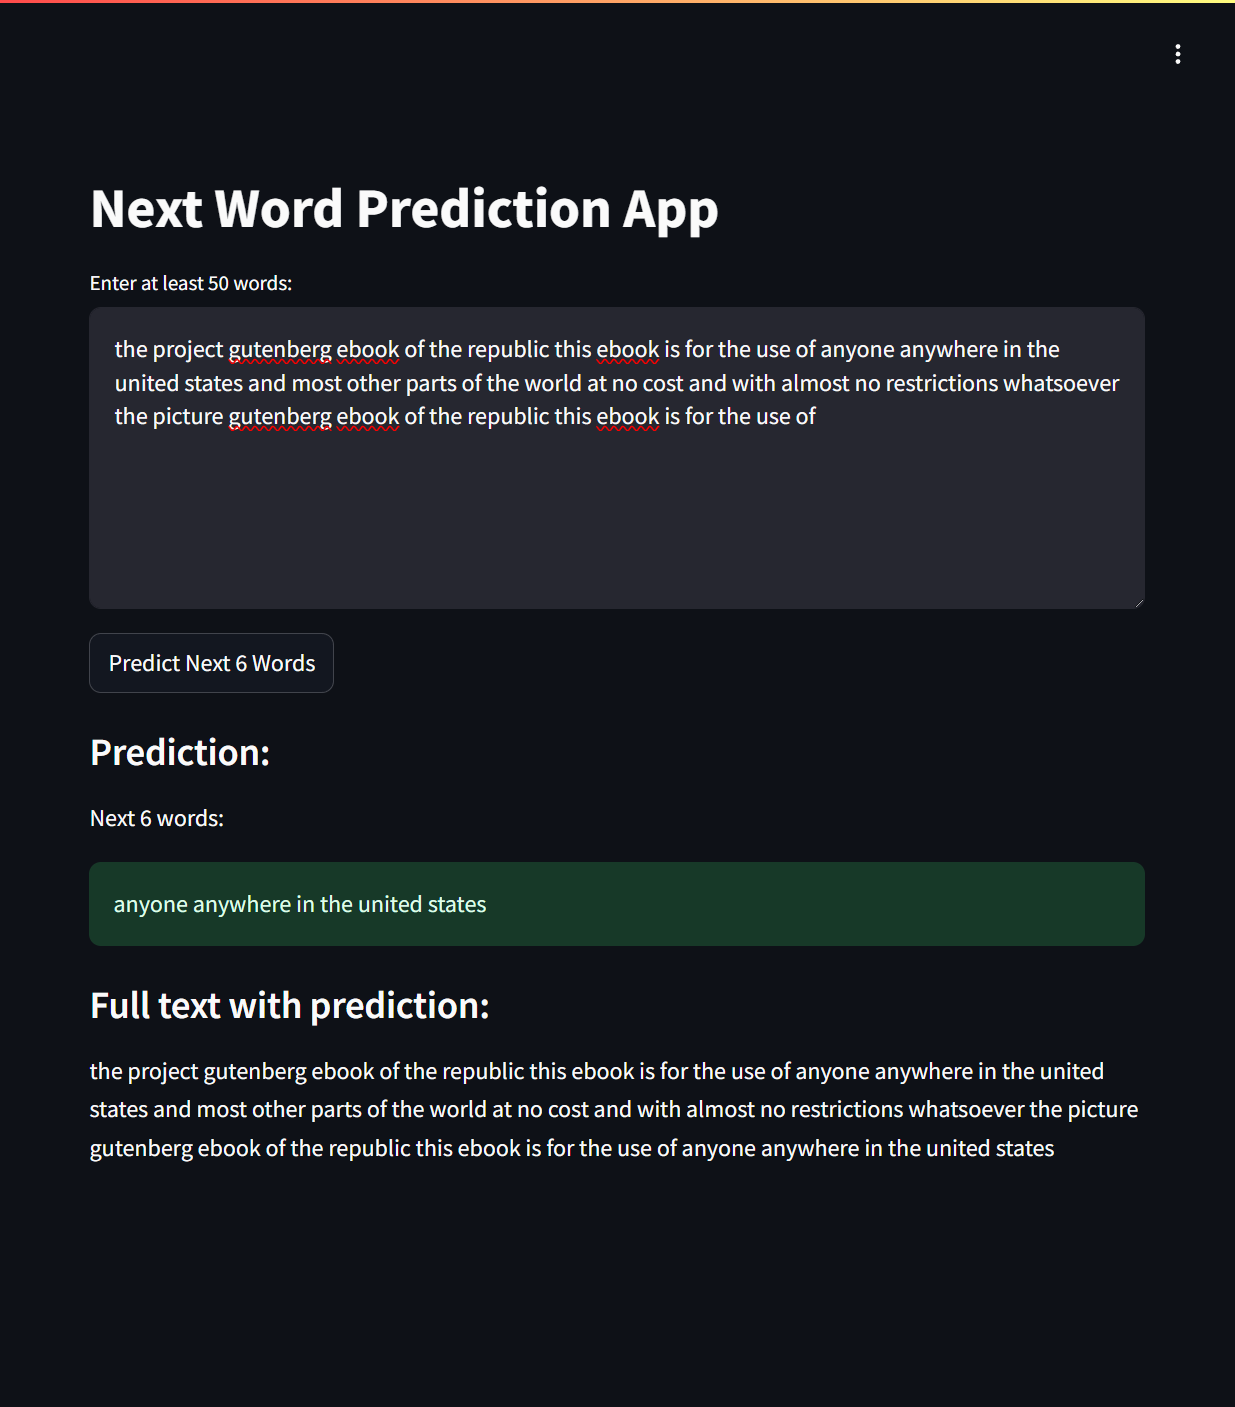 Next Word Prediction App
Enter at least 50 words:
the project gutenberg ebook of the republic this ebook is for the use of anyone anywhere in the
united states and most other parts of the world at no cost and with almost no restrictions whatsoever
the picture gutenberg ebook of the republic this ebook is for the use of
Predict Next 6 Words
Prediction:
Next 6 words:
anyone anywhere in the united states
Full text with prediction:
the project gutenberg ebook of the republic this ebook is for the use of anyone anywhere in the united
states and most other parts of the world at no cost and with almost no restrictions whatsoever the picture
gutenberg ebook of the republic this ebook is for the use of anyone anywhere in the united states